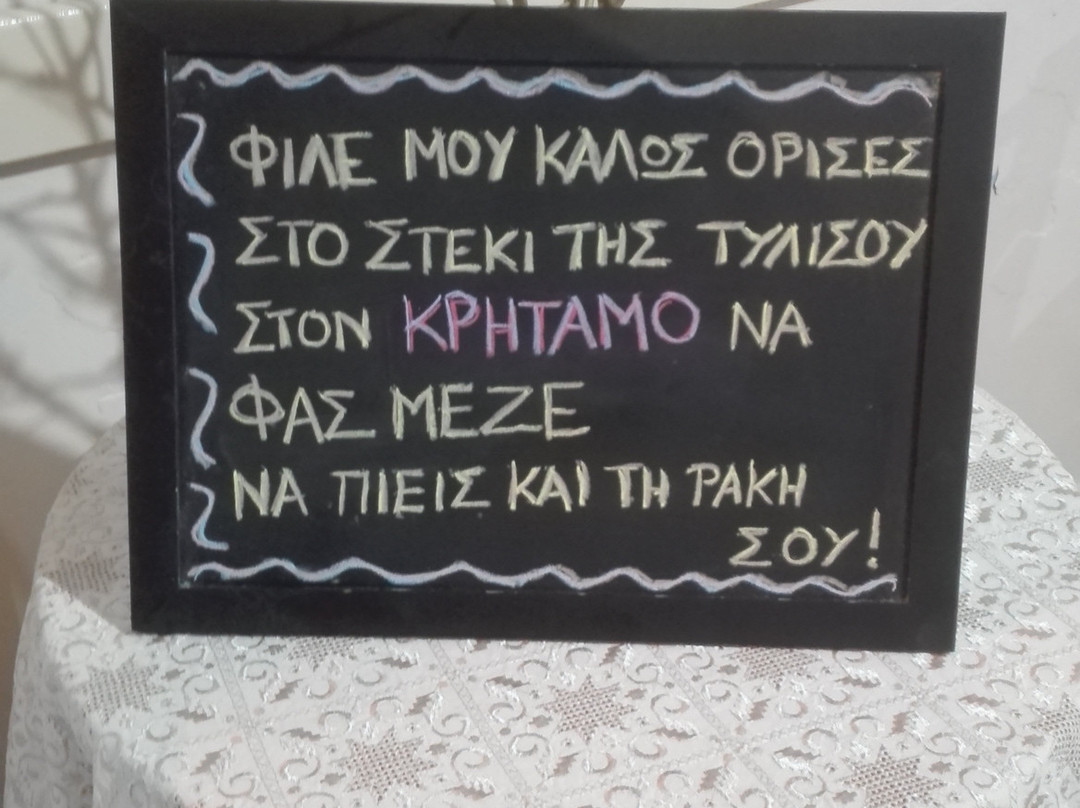 ΦΙΛΕ ΜΟΥ ΚΑΛΩΣ ΟΡΙΣΕΣ
ΣΤΟ ΣΤΕΚΙ ΤΗΣ ΤΥΛΙΣΟΥ
ΣΤΟΝ ΚΡΗΤΑΜΟ ΝΑ
ΦΑΣ ΜΕΖΕ
ΝΑ ΠΙΕΙΣ ΚΑΙ ΤΗ ΡΑΚΗ
ΣΟΥ!